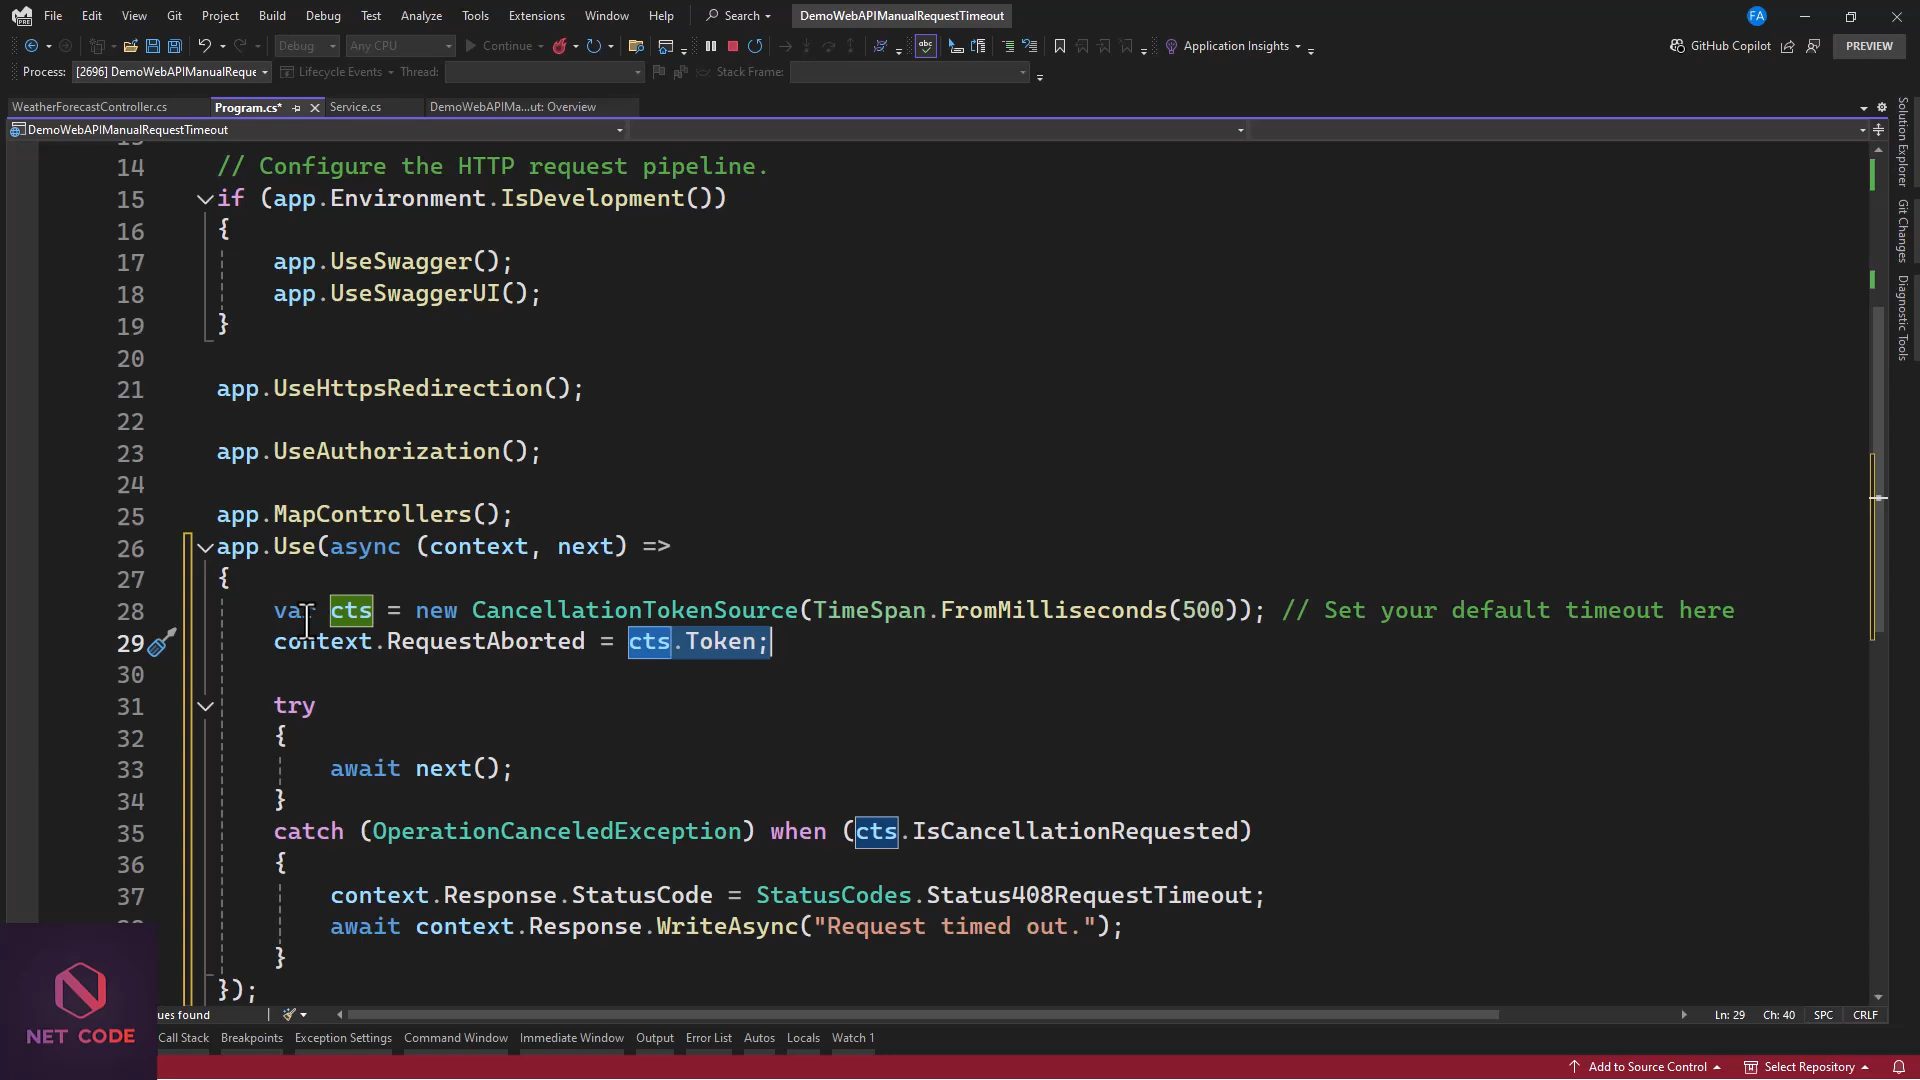 File Edit View Git Project Build Debug Test Analyze Tools Extensions Window Help Search DemoWebAPIManualRequestTimeout FA
Debug Any CPU Continue Application Insights GitHub Copilot PREVIEW
Process: [2696] DemoWebAPIManualReque Lifecycle Events Thread: Stack Frame:
WeatherForecastController.cs Program.cs* Service.cs DemoWebAPIMa...ut: Overview
DemoWebAPIManualRequestTimeout
14 // Configure the HTTP request pipeline.
15 if (app.Environment.IsDevelopment())
16 {
17 app.UseSwagger();
18 app.UseSwaggerUI();
19 }
20
21 app.UseHttpsRedirection();
22
23 app.UseAuthorization();
24
25 app.MapControllers();
26 app.Use(async (context, next) =>
27 {
28 var cts = new CancellationTokenSource(TimeSpan.FromMilliseconds(500)); // Set your default timeout here
29 context.RequestAborted = cts.Token;
30
31 try
32 {
33 await next();
34 }
35 catch (OperationCanceledException) when (cts.IsCancellationRequested)
36 {
37 context.Response.StatusCode = StatusCodes.Status408RequestTimeout;
await context.Response.WriteAsync("Request timed out.");
}
});
ues found Ln: 29 Ch: 40 SPC CRLF
Call Stack Breakpoints Exception Settings Command Window Immediate Window Output Error List Autos Locals Watch 1
Add to Source Control Select Repository
NET CODE
Solution Explorer
Git Changes
Diagnostic Tools